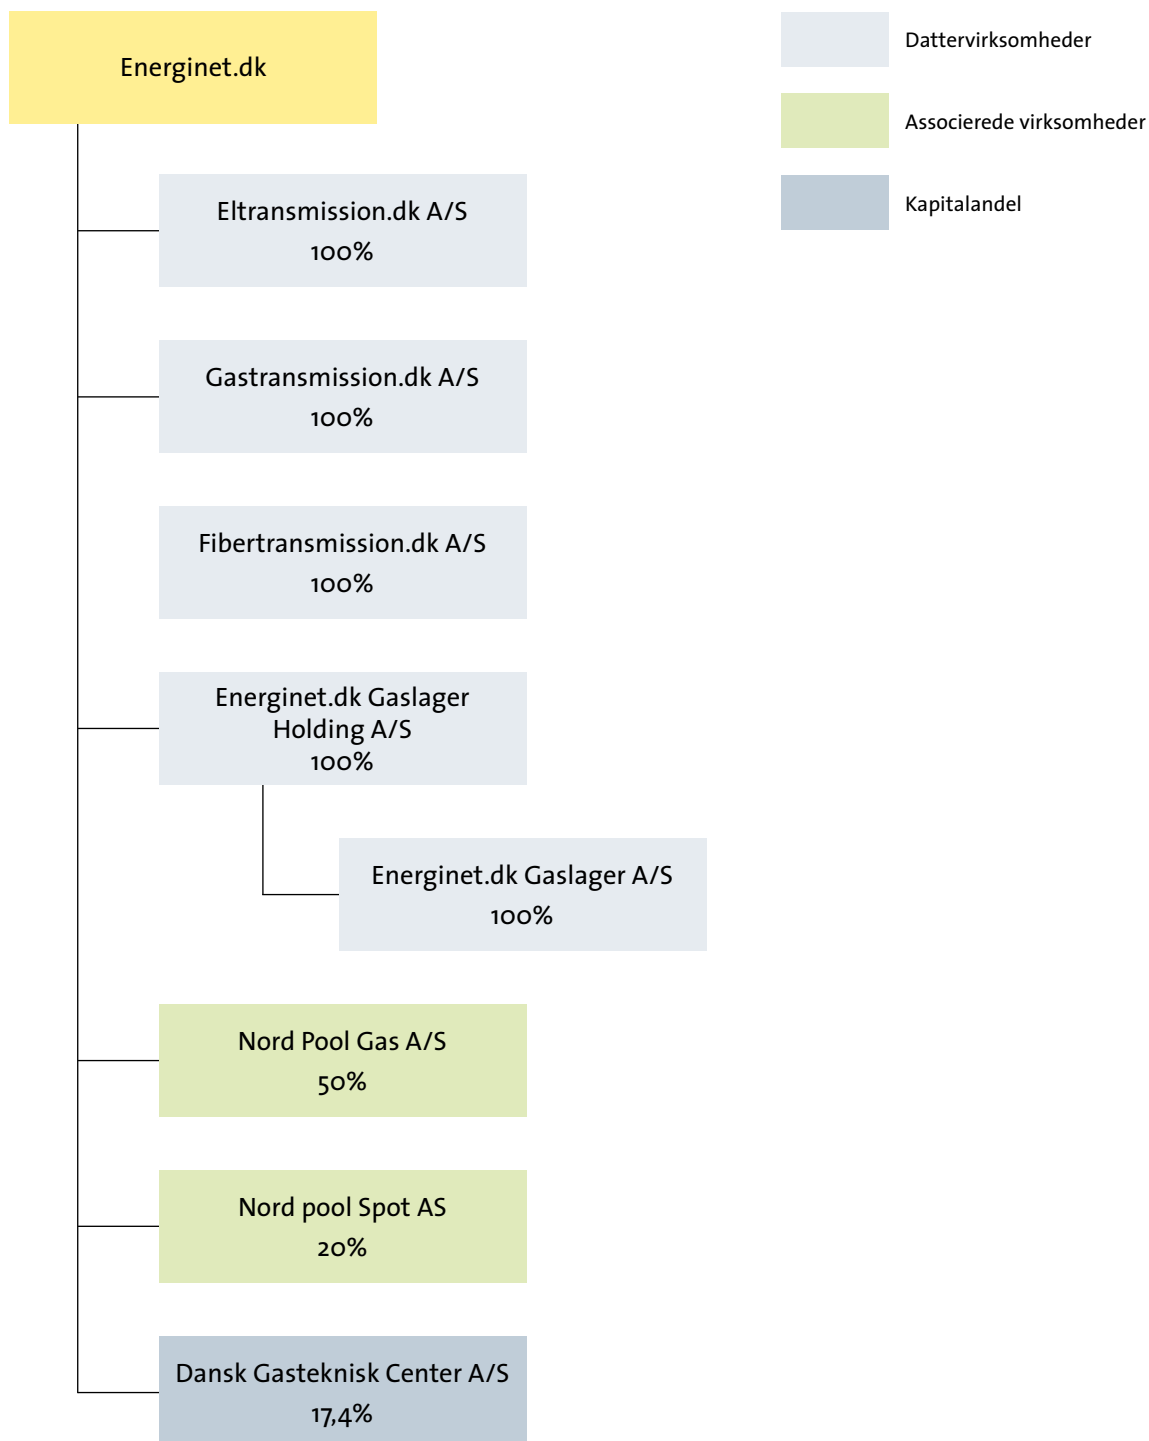 Energinet.dk
Dattervirksomheder
Associerede virksomheder
Kapitalandel
Eltransmission.dk A/S
100%
Gastransmission.dk A/S
100%
Fibertransmission.dk A/S
100%
Energinet.dk Gaslager
Holding A/S
100%
Energinet.dk Gaslager A/S
100%
Nord Pool Gas A/S
50%
Nord pool Spot AS
20%
Dansk Gasteknisk Center A/S
17,4%